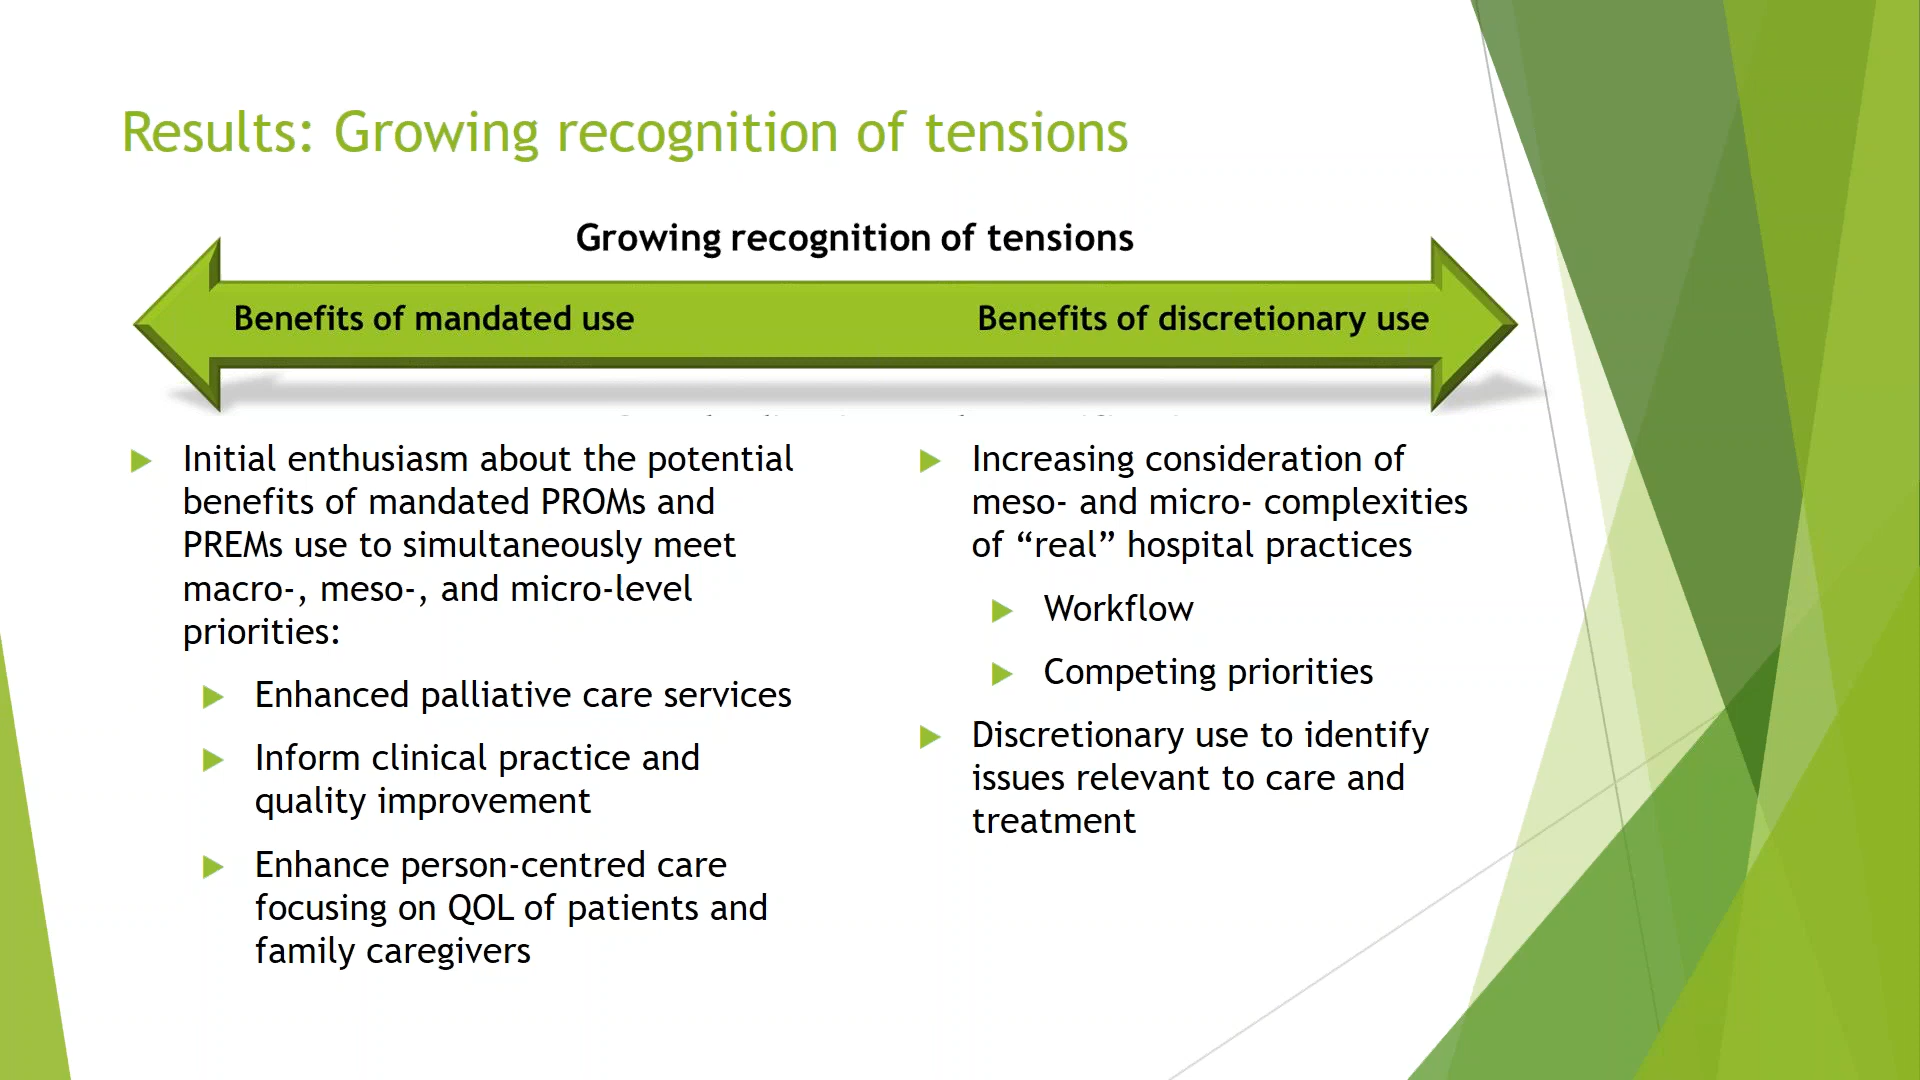 Results: Growing recognition of tensions
Growing recognition of tensions
Benefits of mandated use
Benefits of discretionary use
Initial enthusiasm about the potential
benefits of mandated PROMs and
PREMs use to simultaneously meet
macro-, meso-, and micro-level
priorities:
Enhanced palliative care services
Inform clinical practice and
quality improvement
Enhance person-centred care
focusing on QOL of patients and
family caregivers
Increasing consideration of
meso- and micro- complexities
of “real” hospital practices
Workflow
Competing priorities
Discretionary use to identify
issues relevant to care and
treatment